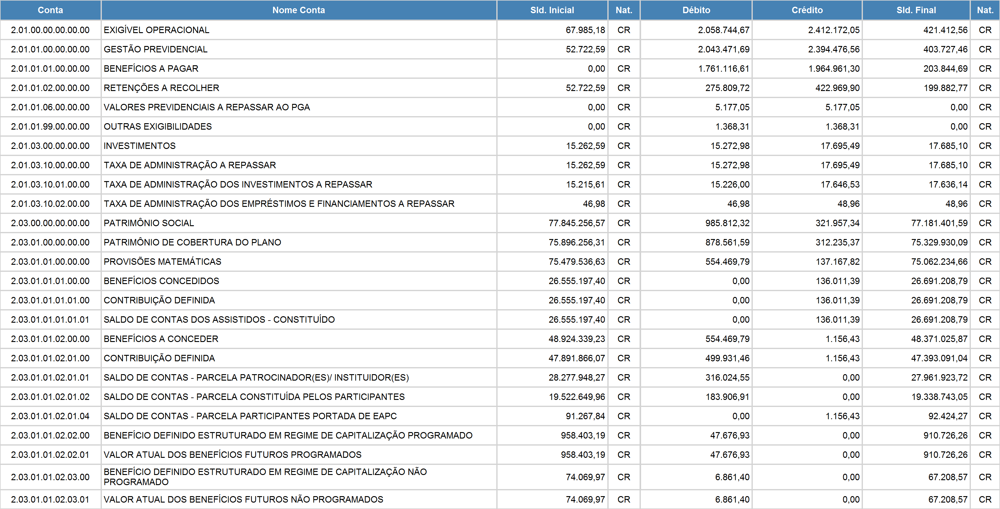 Conta Nome Conta Sld. Inicial Nat. Débito Crédito Sld. Final Nat.
2.01.00.00.00.00.00 EXIGÍVEL OPERACIONAL 67.985,18 CR 2.058.744,67 2.412.172,05 421.412,56 CR
2.01.01.00.00.00.00 GESTÃO PREVIDENCIAL 52.722,59 CR 2.043.471,69 2.394.476,56 403.727,46 CR
2.01.01.01.00.00.00 BENEFÍCIOS A PAGAR 0,00 CR 1.761.116,61 1.964.961,30 203.844,69 CR
2.01.01.02.00.00.00 RETENÇÕES A RECOLHER 52.722,59 CR 275.809,72 422.969,90 199.882,77 CR
2.01.01.06.00.00.00 VALORES PREVIDENCIAIS A REPASSAR AO PGA 0,00 CR 5.177,05 5.177,05 0,00 CR
2.01.01.99.00.00.00 OUTRAS EXIGIBILIDADES 0,00 CR 1.368,31 1.368,31 0,00 CR
2.01.03.00.00.00.00 INVESTIMENTOS 15.262,59 CR 15.272,98 17.695,49 17.685,10 CR
2.01.03.10.00.00.00 TAXA DE ADMINISTRAÇÃO A REPASSAR 15.262,59 CR 15.272,98 17.695,49 17.685,10 CR
2.01.03.10.01.00.00 TAXA DE ADMINISTRAÇÃO DOS INVESTIMENTOS A REPASSAR 15.215,61 CR 15.226,00 17.646,53 17.636,14 CR
2.01.03.10.02.00.00 TAXA DE ADMINISTRAÇÃO DOS EMPRÉSTIMOS E FINANCIAMENTOS A REPASSAR 46,98 CR 46,98 48,96 48,96 CR
2.03.00.00.00.00.00 PATRIMÔNIO SOCIAL 77.845.256,57 CR 985.812,32 321.957,34 77.181.401,59 CR
2.03.01.00.00.00.00 PATRIMÔNIO DE COBERTURA DO PLANO 75.896.256,31 CR 878.561,59 312.235,37 75.329.930,09 CR
2.03.01.01.00.00.00 PROVISÕES MATEMÁTICAS 75.479.536,63 CR 554.469,79 137.167,82 75.062.234,66 CR
2.03.01.01.01.00.00 BENEFÍCIOS CONCEDIDOS 26.555.197,40 CR 0,00 136.011,39 26.691.208,79 CR
2.03.01.01.01.01.00 CONTRIBUIÇÃO DEFINIDA 26.555.197,40 CR 0,00 136.011,39 26.691.208,79 CR
2.03.01.01.01.01.01 SALDO DE CONTAS DOS ASSISTIDOS - CONSTITUÍDO 26.555.197,40 CR 0,00 136.011,39 26.691.208,79 CR
2.03.01.01.02.00.00 BENEFÍCIOS A CONCEDER 48.924.339,23 CR 554.469,79 1.156,43 48.371.025,87 CR
2.03.01.01.02.01.00 CONTRIBUIÇÃO DEFINIDA 47.891.866,07 CR 499.931,46 1.156,43 47.393.091,04 CR
2.03.01.01.02.01.01 SALDO DE CONTAS - PARCELA PATROCINADOR(ES)/ INSTITUIDOR(ES) 28.277.948,27 CR 316.024,55 0,00 27.961.923,72 CR
2.03.01.01.02.01.02 SALDO DE CONTAS - PARCELA CONSTITUÍDA PELOS PARTICIPANTES 19.522.649,96 CR 183.906,91 0,00 19.338.743,05 CR
2.03.01.01.02.01.04 SALDO DE CONTAS - PARCELA PARTICIPANTES PORTADA DE EAPC 91.267,84 CR 0,00 1.156,43 92.424,27 CR
2.03.01.01.02.02.00 BENEFÍCIO DEFINIDO ESTRUTURADO EM REGIME DE CAPITALIZAÇÃO PROGRAMADO 958.403,19 CR 47.676,93 0,00 910.726,26 CR
2.03.01.01.02.02.01 VALOR ATUAL DOS BENEFÍCIOS FUTUROS PROGRAMADOS 958.403,19 CR 47.676,93 0,00 910.726,26 CR
2.03.01.01.02.03.00 BENEFÍCIO DEFINIDO ESTRUTURADO EM REGIME DE CAPITALIZAÇÃO NÃO
PROGRAMADO 74.069,97 CR 6.861,40 0,00 67.208,57 CR
2.03.01.01.02.03.01 VALOR ATUAL DOS BENEFÍCIOS FUTUROS NÃO PROGRAMADOS 74.069,97 CR 6.861,40 0,00 67.208,57 CR